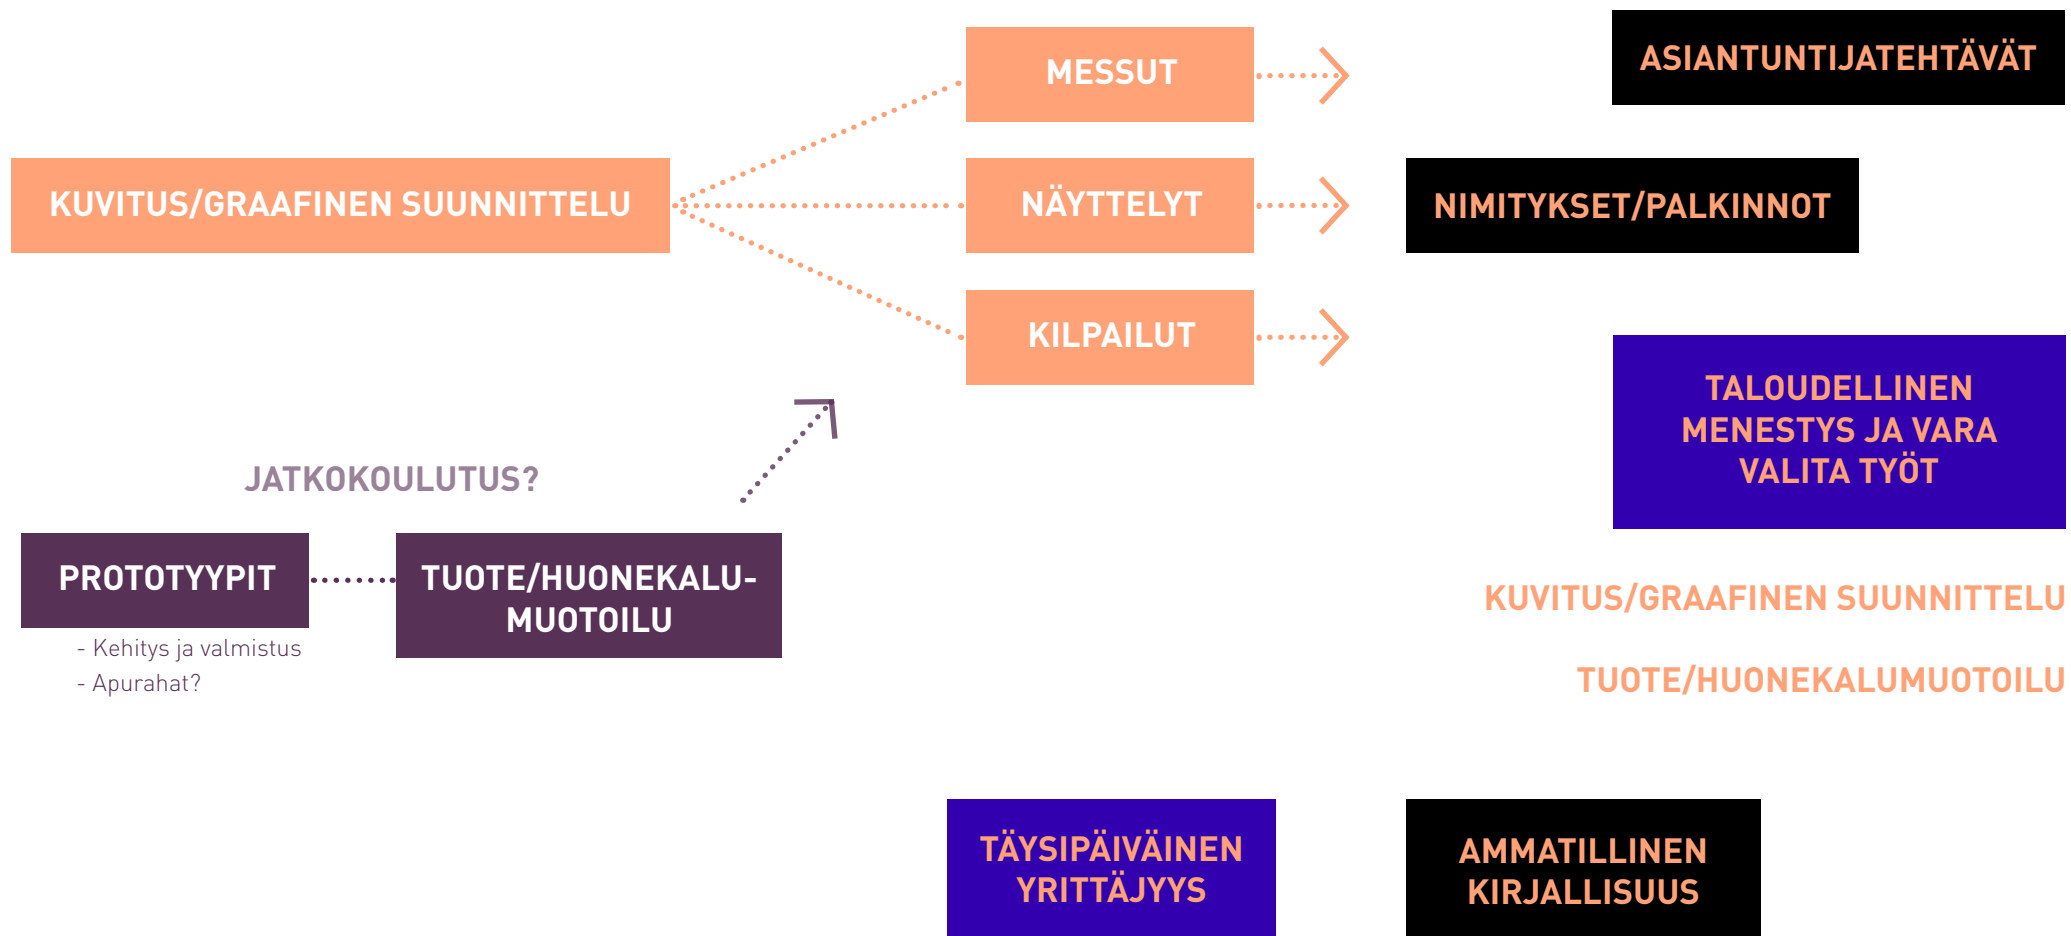 ASIANTUNTIJATEHTÄVÄT
MESSUT
KUVITUS/GRAAFINEN SUUNNITTELU
NÄYTTELYT
NIMITYKSET/PALKINNOT
KILPAILUT
TALOUDELLINEN
MENESTYS JA VARA
VALITA TYÖT
JATKOKOULUTUS?
PROTOTYYPIT
- Kehitys ja valmistus
- Apurahat?
TUOTE/HUONEKALU-
MUOTOILU
KUVITUS/GRAAFINEN SUUNNITTELU
TUOTE/HUONEKALUMUOTOILU
TÄYSIPÄIVÄINEN
YRITTÄJYYS
AMMATILLINEN
KIRJALLISUUS